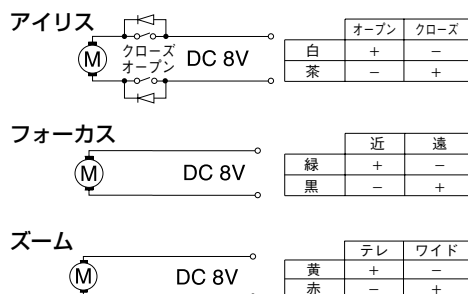 アイリス
オープン クローズ
M クローズ DC 8V 白 + −
オープン 茶 − +
フォーカス
近 遠
M DC 8V 緑 + −
黒 − +
ズーム
テレ ワイド
M DC 8V 黄 + −
赤 − +